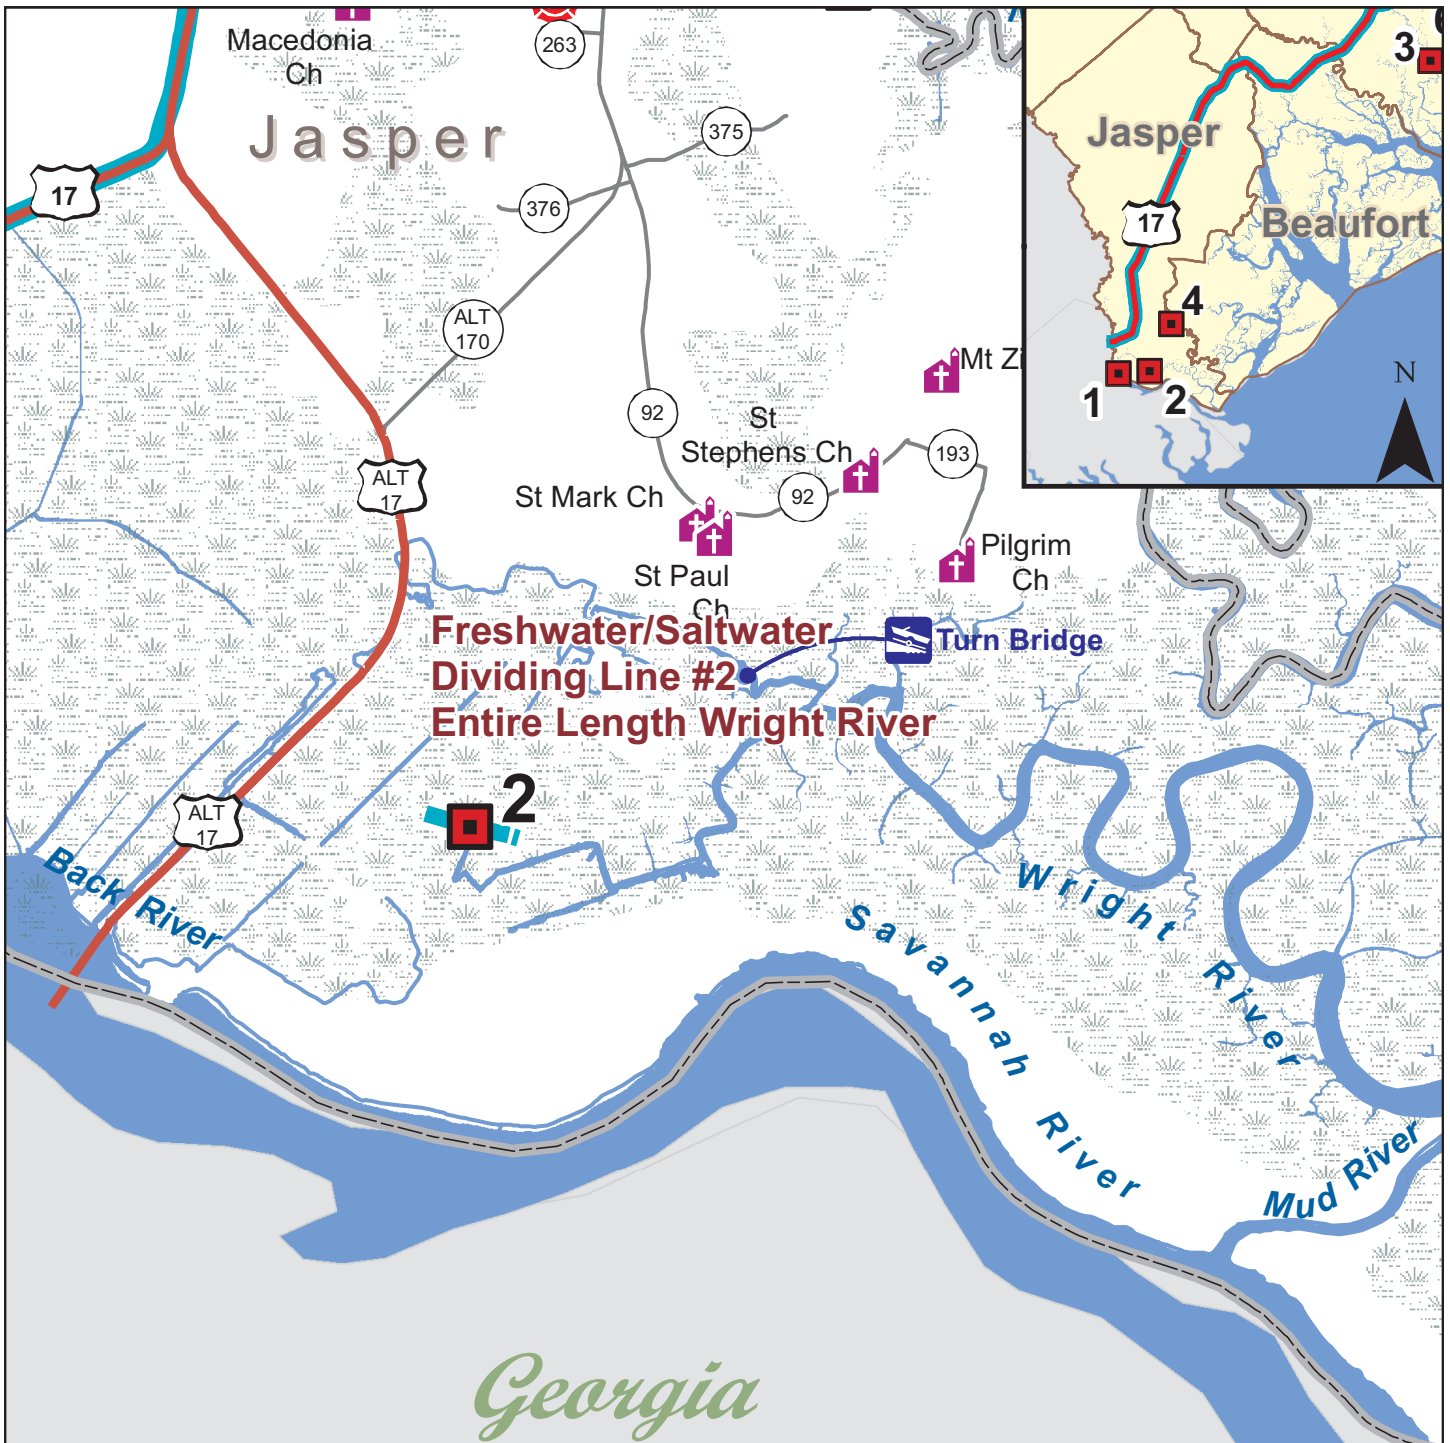 Macedonia
Ch
263
Jasper
375
17
376
ALT
170
Mt Zi
92
St
Stephens Ch
193
ALT
17
St Mark Ch
92
Pilgrim
Ch
St Paul
Ch
Freshwater/Saltwater
Dividing Line #2
Entire Length Wright River
Turn Bridge
2
ALT
17
Back River
Wright River
Savannah River
Mud River
Georgia
3
Jasper
17
Beaufort
4
1
2
N